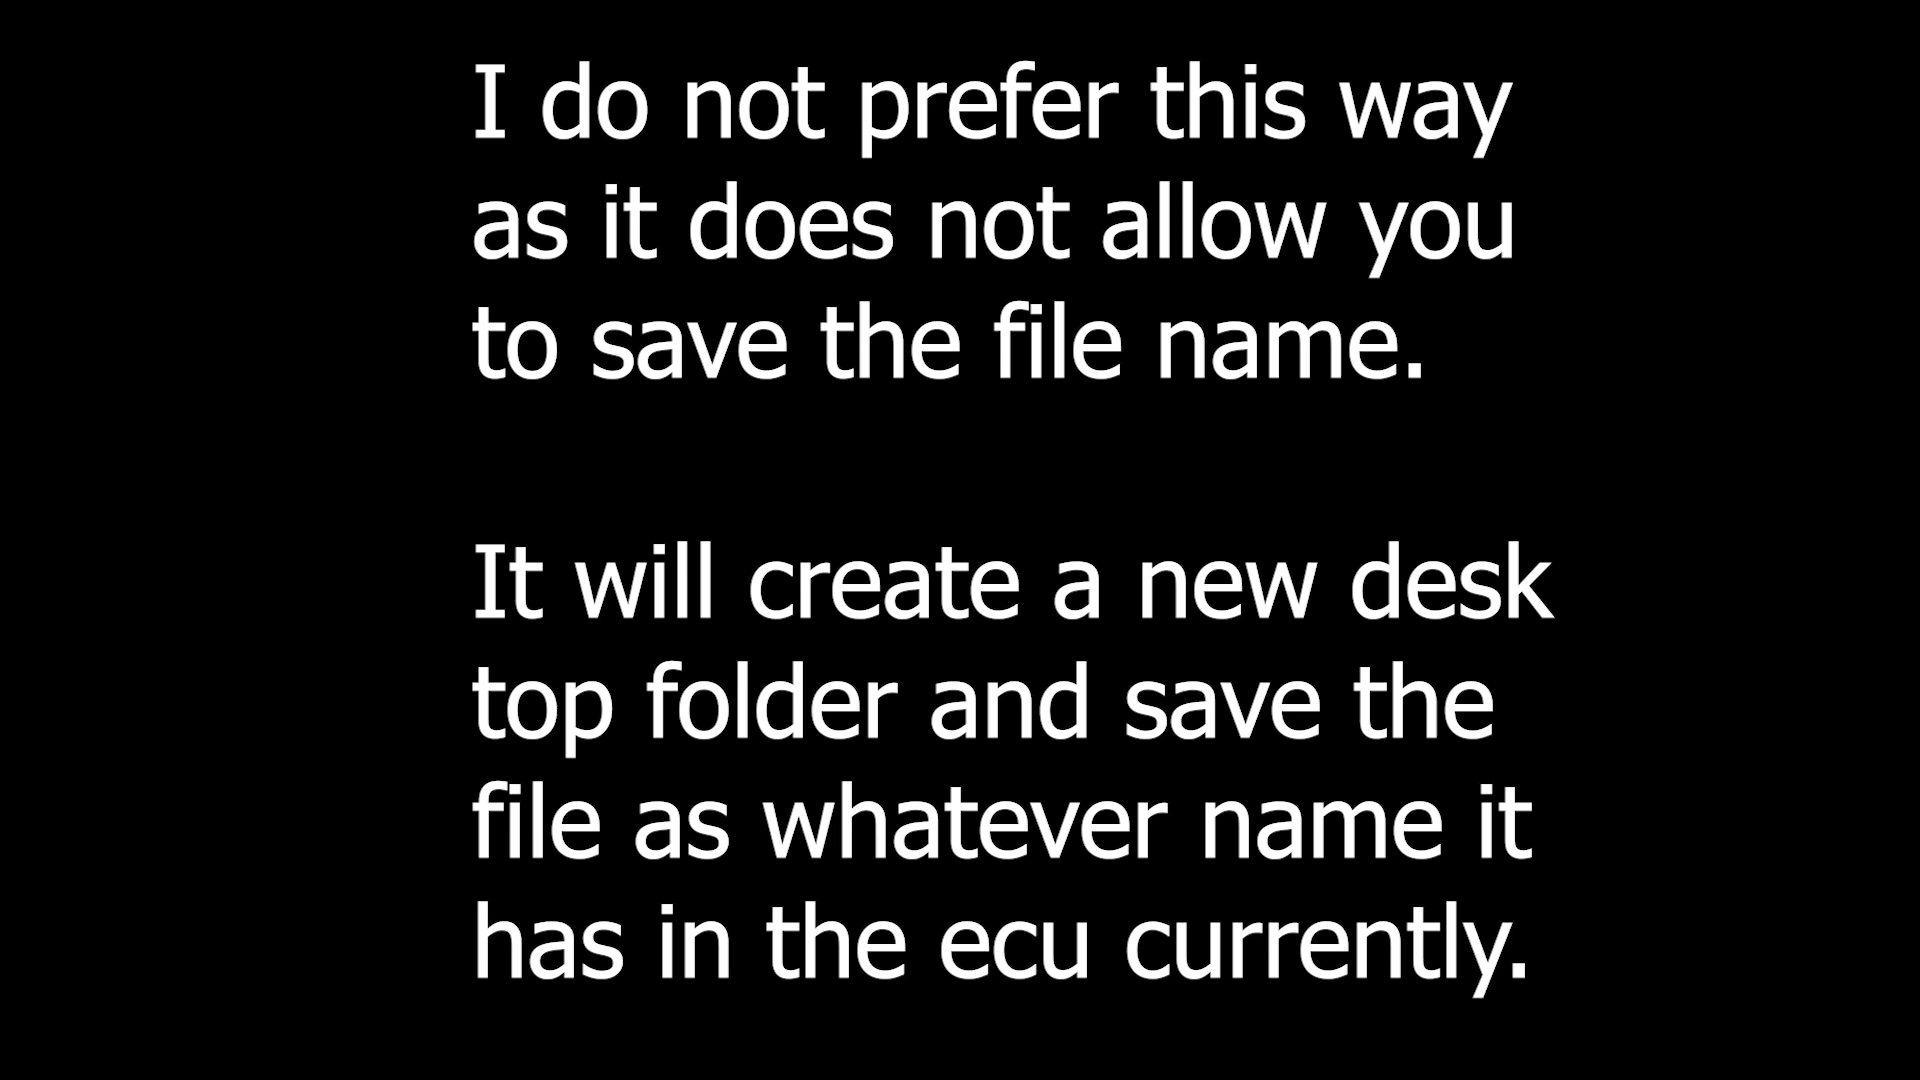 I do not prefer this way
as it does not allow you
to save the file name.
It will create a new desk
top folder and save the
file as whatever name it
has in the ecu currently.